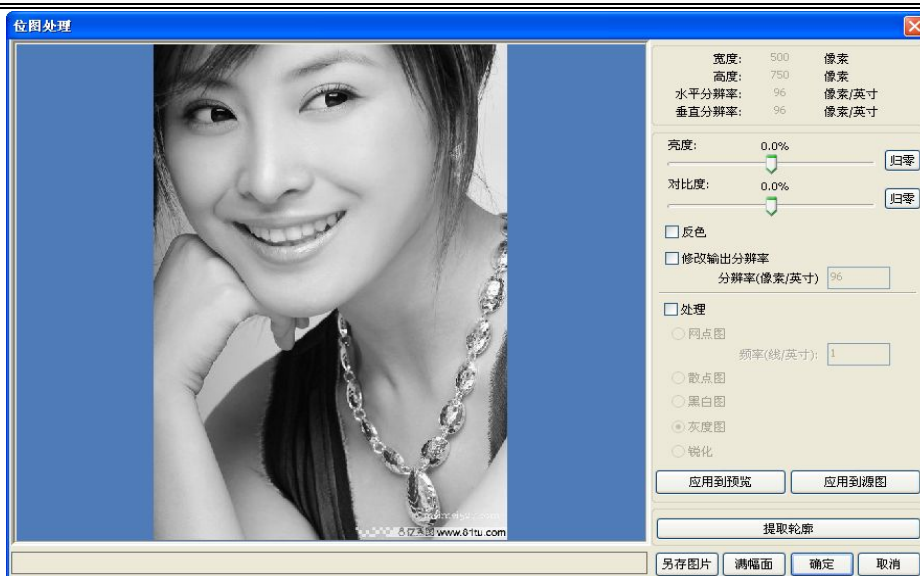 位图处理
宽度: 500 像素
高度: 750 像素
水平分辨率: 96 像素/英寸
垂直分辨率: 96 像素/英寸
亮度: 0.0%
归零
对比度: 0.0%
归零
反色
修改输出分辨率
分辨率(像素/英寸) 96
处理
网点图
频率(线/英寸): 1
散点图
黑白图
灰度图
锐化
应用到预览 应用到源图
提取轮廓
www.81tu.com
另存图片 满幅面 确定 取消